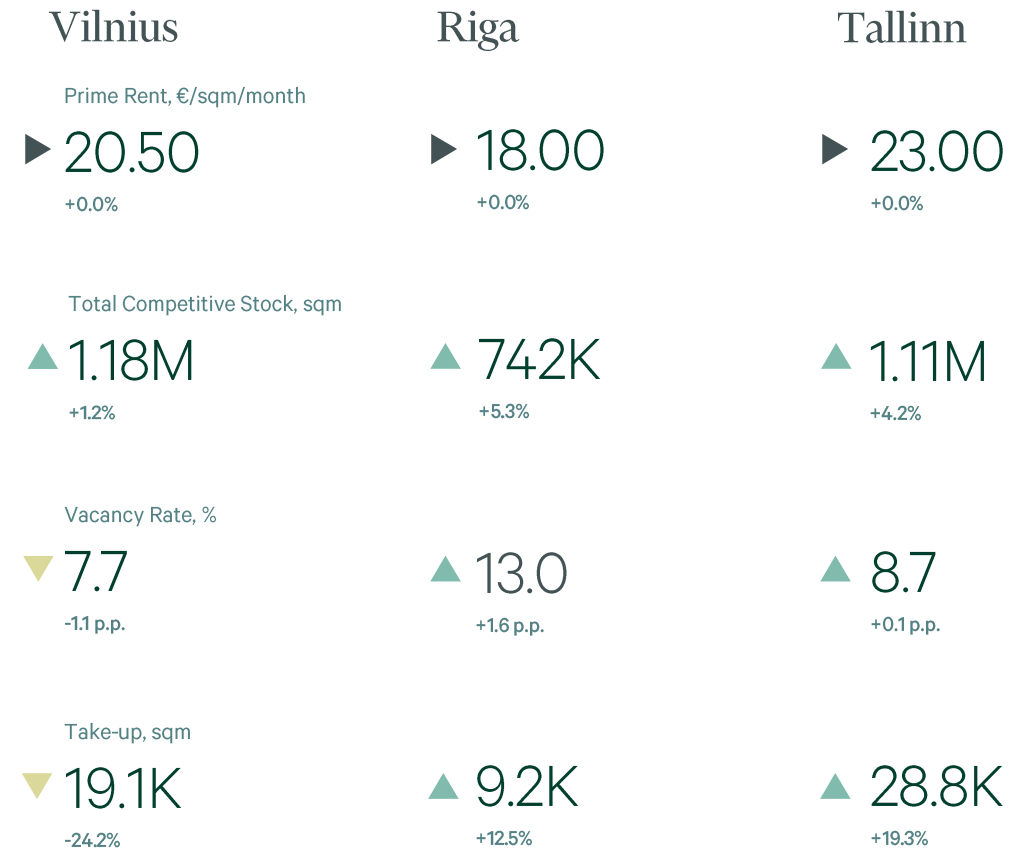 Vilnius Riga Tallinn
Prime Rent, €/sqm/month
20.50 18.00 23.00
+0.0% +0.0% +0.0%
Total Competitive Stock, sqm
1.18M 742K 1.11M
+1.2% +5.3% +4.2%
Vacancy Rate, %
7.7 13.0 8.7
-1.1 p.p. +1.6 p.p. +0.1 p.p.
Take-up, sqm
19.1K 9.2K 28.8K
-24.2% +12.5% +19.3%